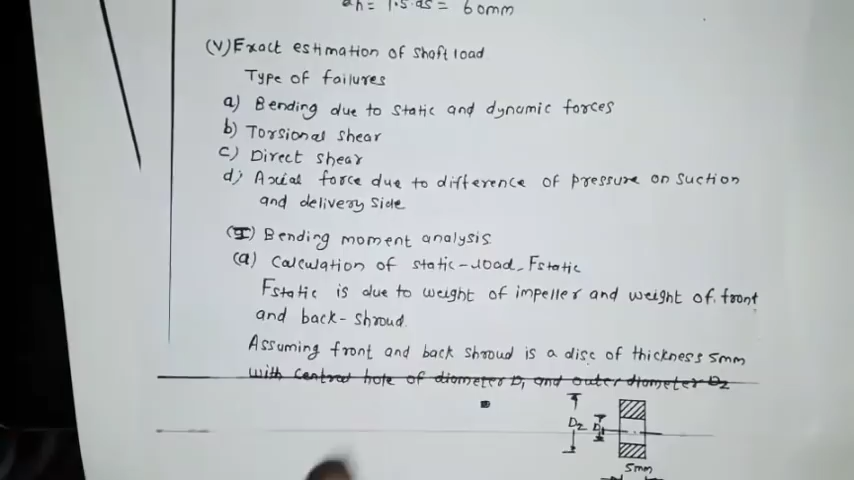 dh = 1.5.ds = 60mm
(V) Exact estimation of shaft load
Type of failures
a) Bending due to static and dynamic forces
b) Torsional shear
c) Direct shear
d) Axial force due to difference of pressure on suction
and delivery side
(I) Bending moment analysis
(a) Calculation of static-load, Fstatic
Fstatic is due to weight of impeller and weight of front
and back-shroud.
Assuming front and back shroud is a disc of thickness 5mm
with central hole of diameter D1 and outer diameter D2
D2 D1
5mm